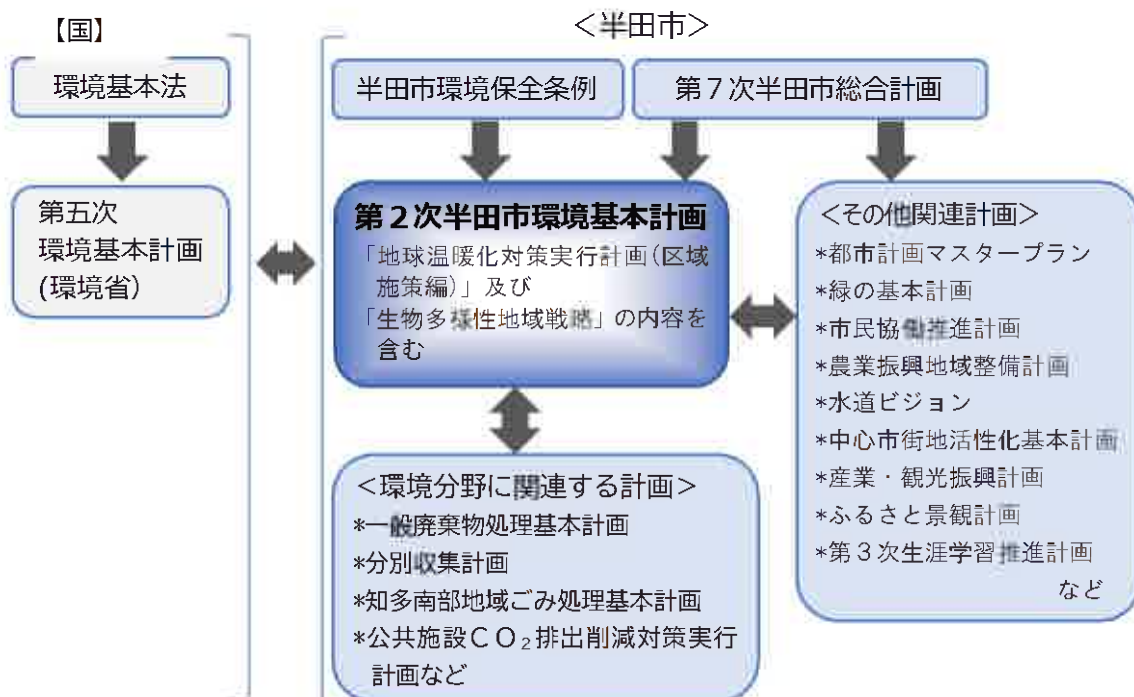 【国】
＜半田市＞
環境基本法
半田市環境保全条例
第７次半田市総合計画
第五次
環境基本計画
(環境省）
第２次半田市環境基本計画
「地球温暖化対策実行計画（区域
施策編）」及び
「生物多様性地域戦略」の内容を
含む
＜その他関連計画＞
*都市計画マスタープラン
*緑の基本計画
*市民協働推進計画
*農業振興地域整備計画
*水道ビジョン
*中心市街地活性化基本計画
*産業・観光振興計画
*ふるさと景観計画
*第３次生涯学習推進計画
など
＜環境分野に関連する計画＞
*一般廃棄物処理基本計画
*分別収集計画
*知多南部地域ごみ処理基本計画
*公共施設ＣＯ₂排出削減対策実行
計画など